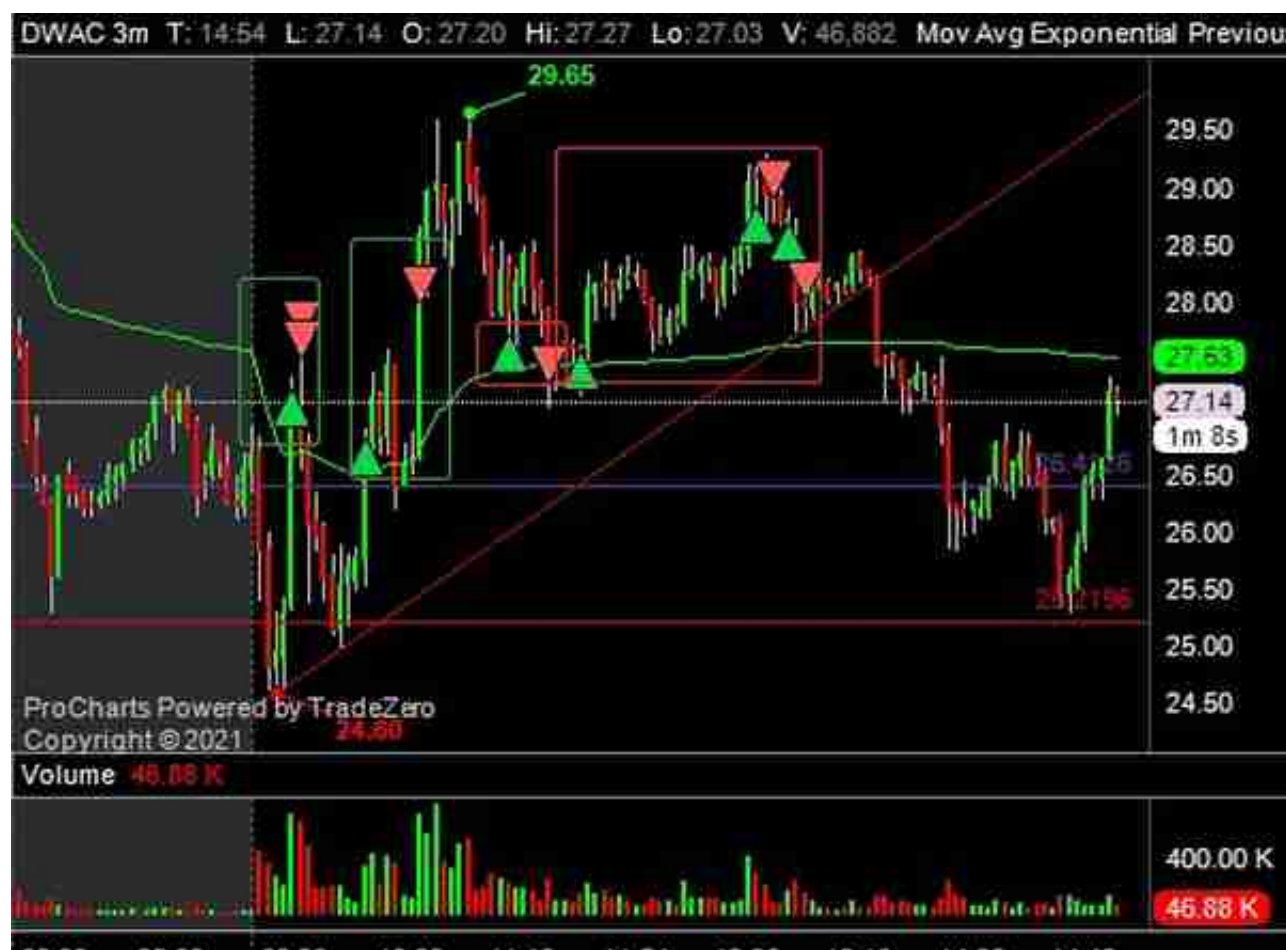 DWAC 3m T: 14:54 L: 27.14 O: 27.20 Hi: 27.27 Lo: 27.03 V: 46,882 Mov Avg Exponential Previou
29.65
29.50
29.00
28.50
28.00
27.63
27.14
1m 8s
26.50
26.00
25.50
25.00
24.50
ProCharts Powered by TradeZero
Copyright © 2021
Volume 46.88 K
400.00 K
46.88 K